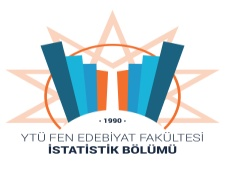 - 1990 -
YTÜ FEN EDEBİYAT FAKÜLTESİ
İSTATİSTİK BÖLÜMÜ